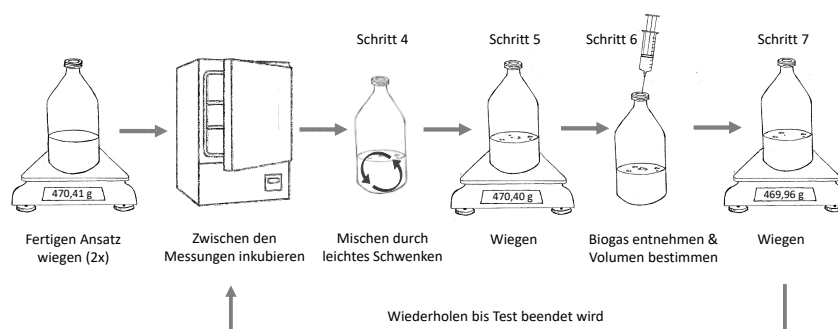 Schritt 4
Schritt 5
Schritt 6
Schritt 7
470,41 g
470,40 g
469,96 g
Fertigen Ansatz
wiegen (2x)
Zwischen den
Messungen inkubieren
Mischen durch
leichtes Schwenken
Wiegen
Biogas entnehmen &
Volumen bestimmen
Wiegen
Wiederholen bis Test beendet wird